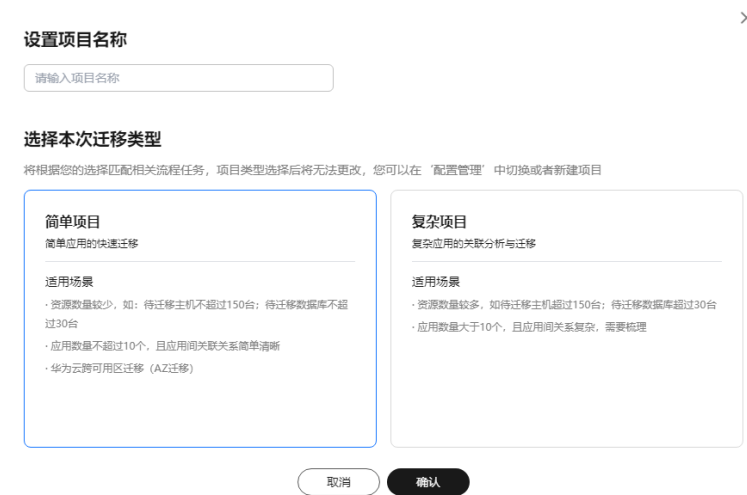 设置项目名称
请输入项目名称
选择本次迁移类型
将根据您的选择匹配相关流程任务，项目类型选择后将无法更改，您可以在‘配置管理’中切换或者新建项目
简单项目
简单应用的快速迁移
适用场景
· 资源数量较少，如：待迁移主机不超过150台；待迁移数据库不超
过30台
· 应用数量不超过10个，且应用间关联关系简单清晰
· 华为云跨可用区迁移（AZ迁移）
复杂项目
复杂应用的关联分析与迁移
适用场景
· 资源数量较多，如待迁移主机超过150台；待迁移数据库超过30台
· 应用数量大于10个，且应用间关系复杂，需要梳理
取消
确认